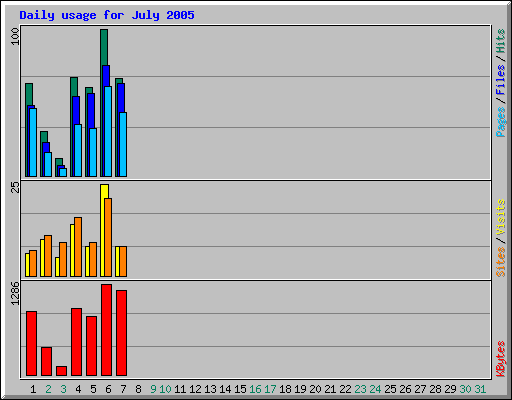 Daily usage for July 2005
100
Pages / Files / Hits
25
Sites / Visits
1286
KBytes
1 2 3 4 5 6 7 8 9 10 11 12 13 14 15 16 17 18 19 20 21 22 23 24 25 26 27 28 29 30 31